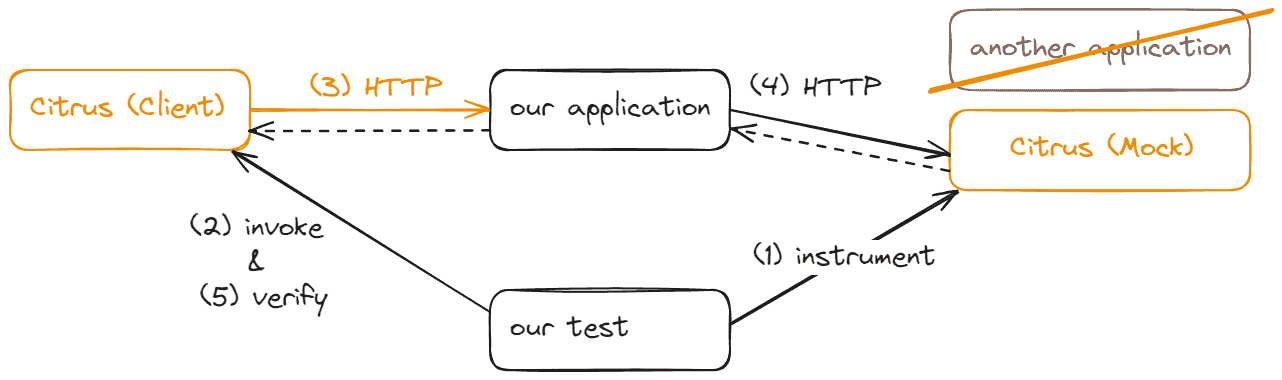 another application
Citrus (Client)
(3) HTTP
our application
(4) HTTP
Citrus (Mock)
(2) invoke
&
(5) verify
(1) instrument
our test